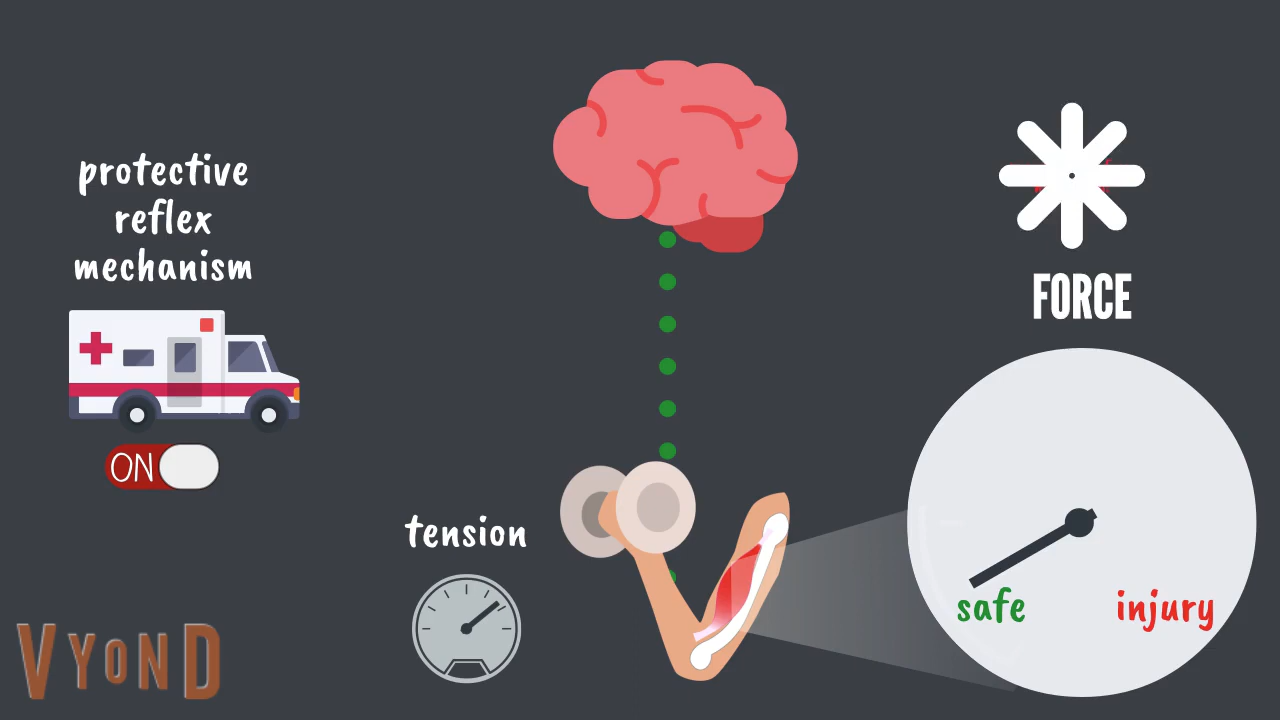 protective
reflex
mechanism
ON
tension
FORCE
safe
injury
VYOND